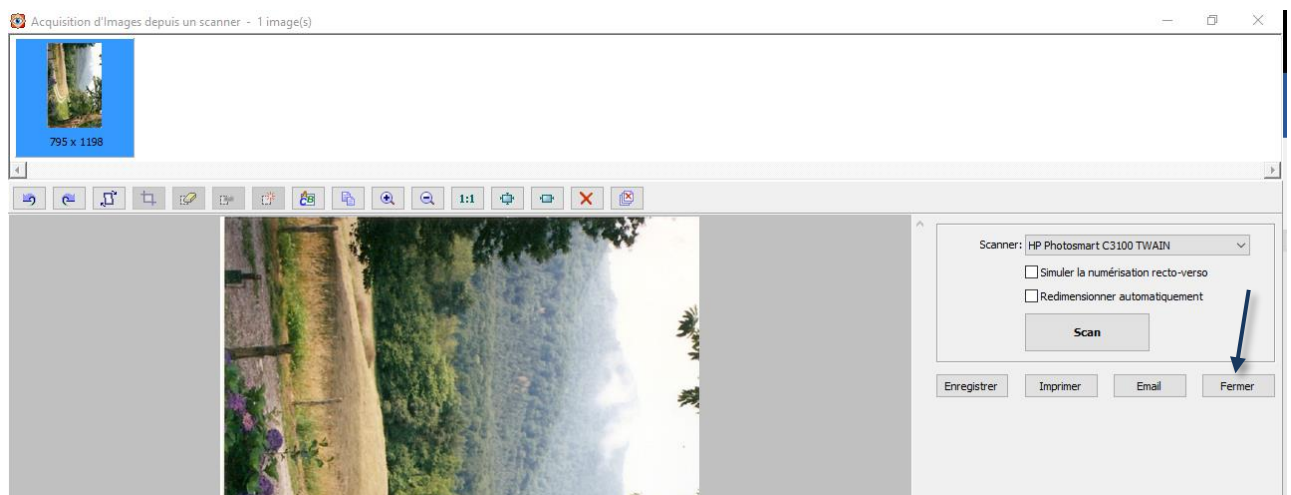 Acquisition d'Images depuis un scanner - 1 image(s)
795 x 1198
1:1
Scanner: HP Photosmart C3100 TWAIN
Simuler la numérisation recto-verso
Redimensionner automatiquement
Scan
Enregistrer Imprimer Email Fermer